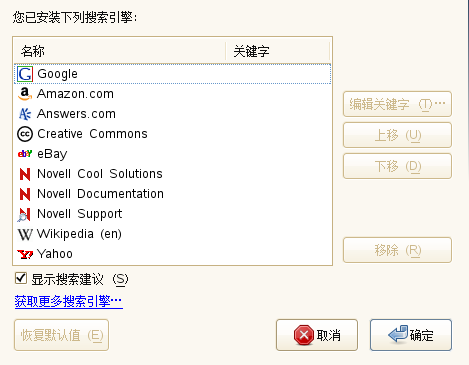 您已安装下列搜索引擎:
名称 关键字
Google
Amazon.com
Answers.com
Creative Commons
eBay
Novell Cool Solutions
Novell Documentation
Novell Support
Wikipedia (en)
Yahoo
编辑关键字 (T)…
上移 (U)
下移 (D)
移除 (R)
显示搜索建议 (S)
获取更多搜索引擎…
恢复默认值 (E)
取消
确定